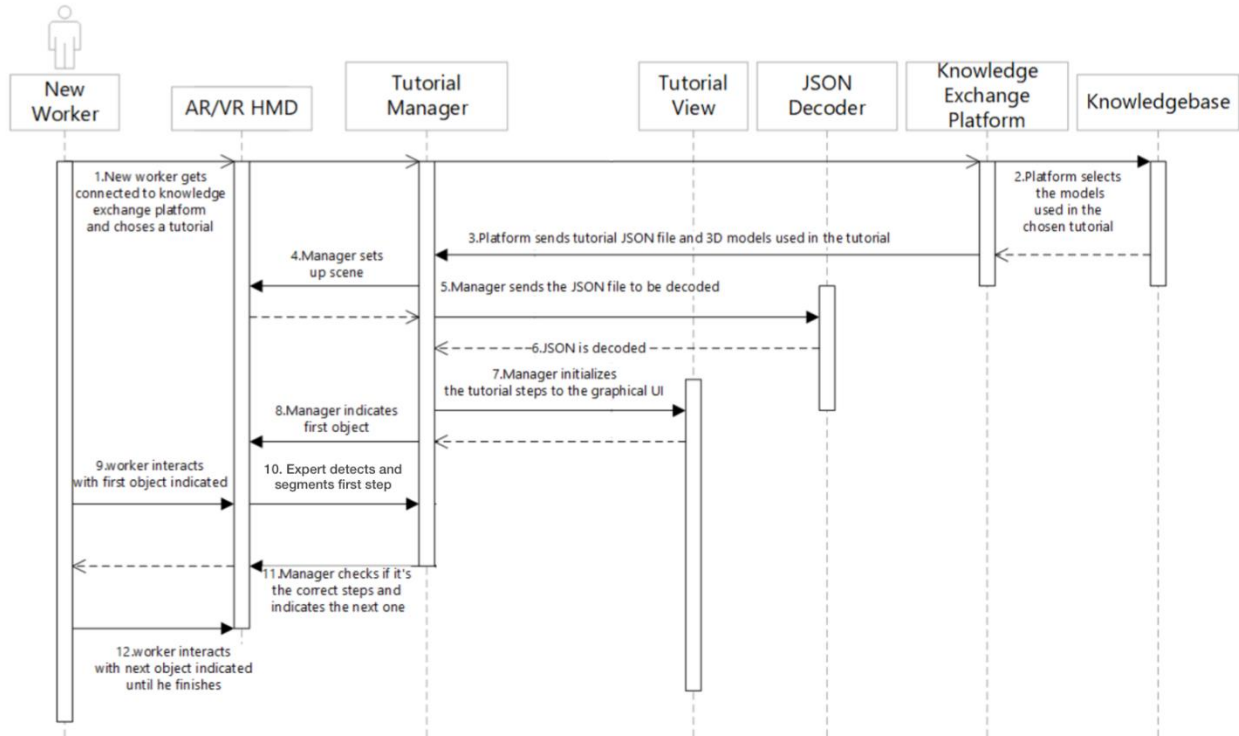 New
Worker
AR/VR HMD
Tutorial
Manager
Tutorial
View
JSON
Decoder
Knowledge
Exchange
Platform
Knowledgebase
1.New worker gets
connected to knowledge
exchange platform
and choses a tutorial
2.Platform selects
the models
used in the
chosen tutorial
3.Platform sends tutorial JSON file and 3D models used in the tutorial
4.Manager sets
up scene
5.Manager sends the JSON file to be decoded
6.JSON is decoded
7.Manager initializes
the tutorial steps to the graphical UI
8.Manager indicates
first object
9.worker interacts
with first object indicated
10. Expert detects and
segments first step
11.Manager checks if it's
the correct steps and
indicates the next one
12.worker interacts
with next object indicated
until he finishes